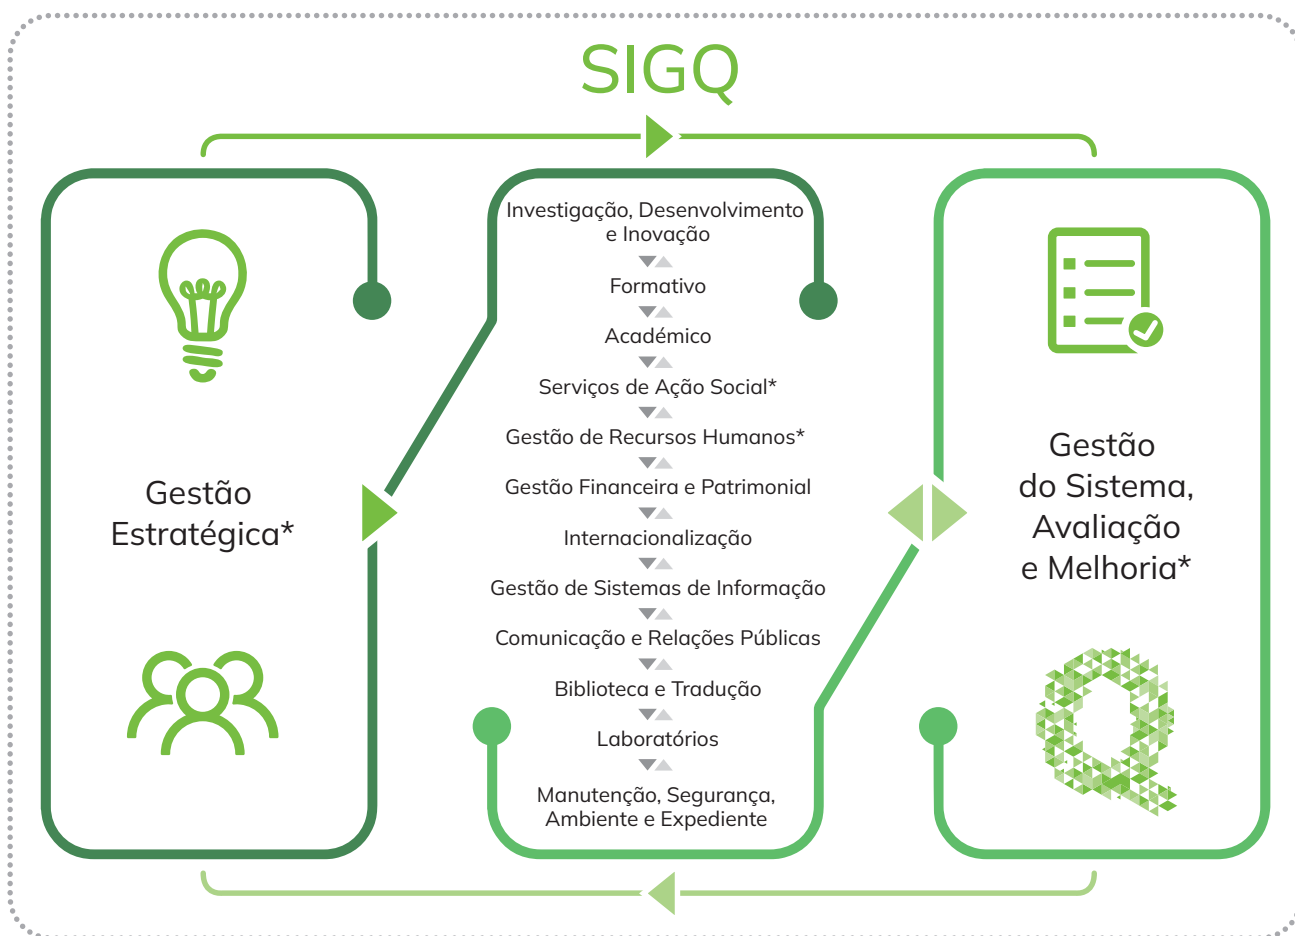 SIGQ
Gestão
Estratégica*
Investigação, Desenvolvimento
e Inovação
Formativo
Académico
Serviços de Ação Social*
Gestão de Recursos Humanos*
Gestão Financeira e Patrimonial
Internacionalização
Gestão de Sistemas de Informação
Comunicação e Relações Públicas
Biblioteca e Tradução
Laboratórios
Manutenção, Segurança,
Ambiente e Expediente
Gestão
do Sistema,
Avaliação
e Melhoria*
Q